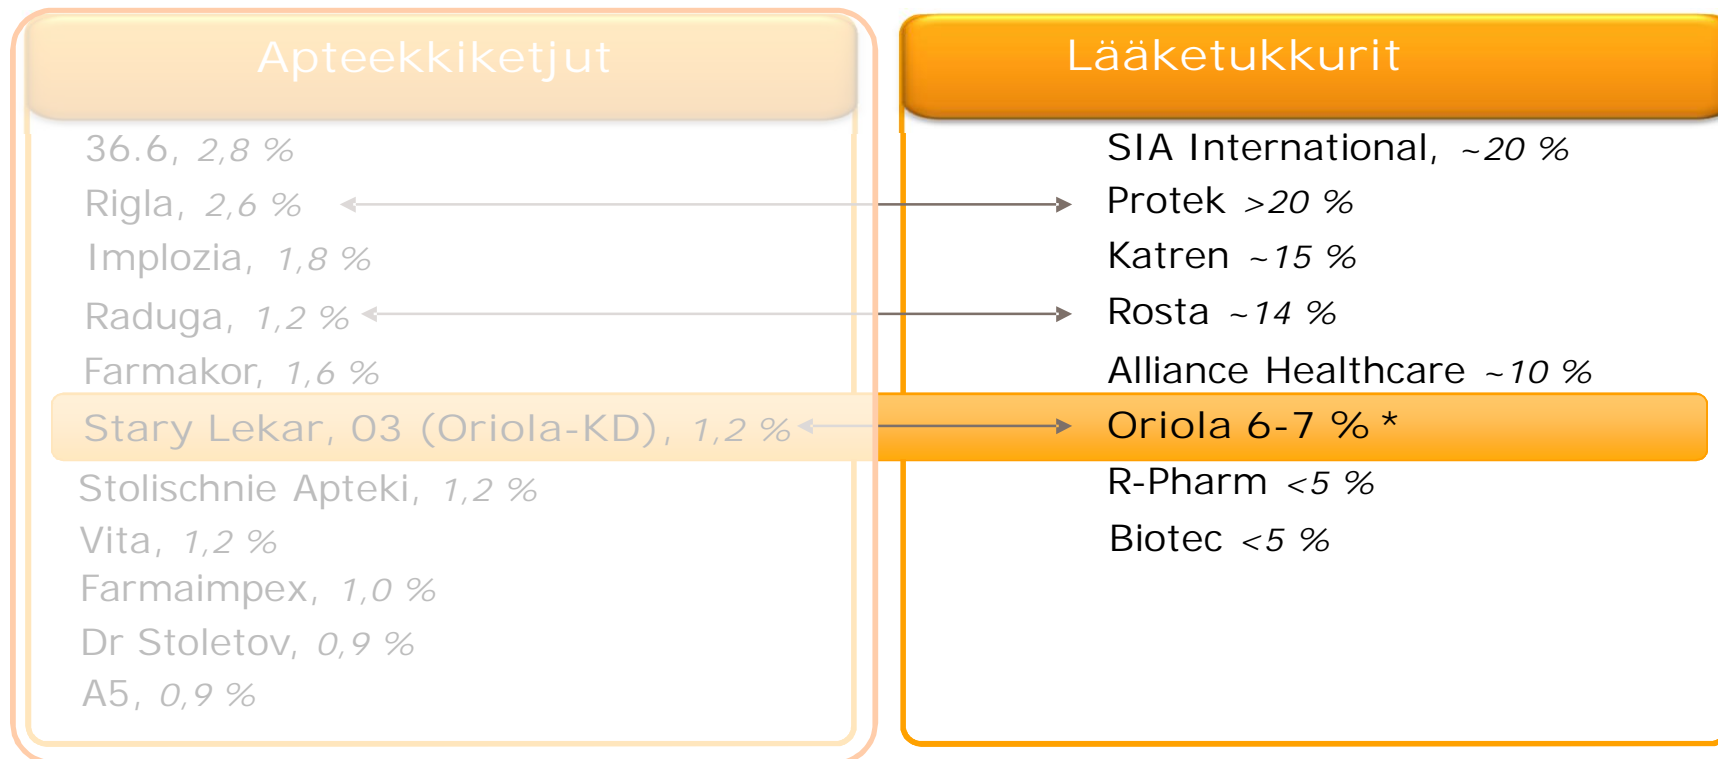 Apteekkiketjut
36.6, 2,8 %
Rigla, 2,6 %
Implozia, 1,8 %
Raduga, 1,2 %
Farmakor, 1,6 %
Stary Lekar, 03 (Oriola-KD), 1,2 %
Stolischnie Apteki, 1,2 %
Vita, 1,2 %
Farmaimpex, 1,0 %
Dr Stoletov, 0,9 %
A5, 0,9 %
Lääketukkurit
SIA International, ~20 %
Protek >20 %
Katren ~15 %
Rosta ~14 %
Alliance Healthcare ~10 %
Oriola 6-7 % *
R-Pharm <5 %
Biotec <5 %